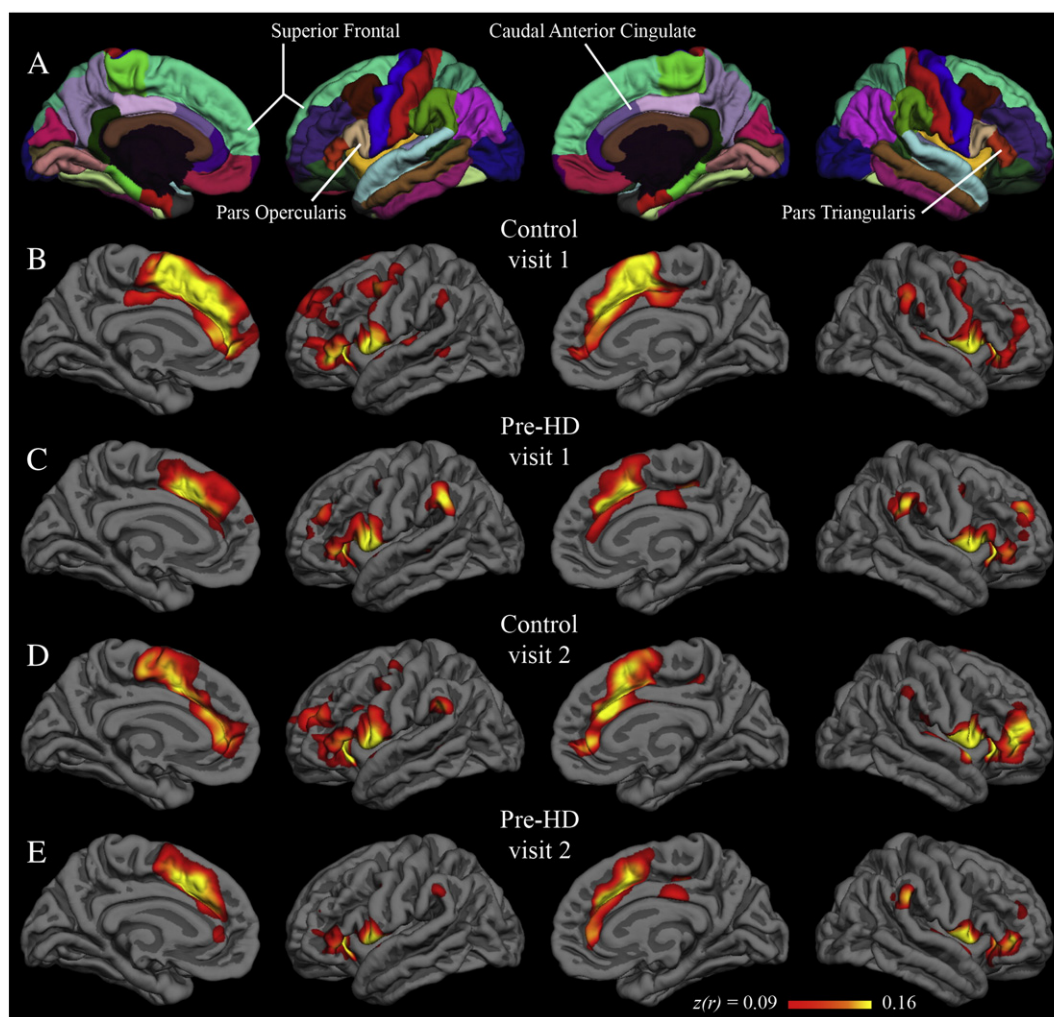 Superior Frontal
Caudal Anterior Cingulate
A
Pars Opercularis
Pars Triangularis
Control
visit 1
B
Pre-HD
visit 1
C
Control
visit 2
D
Pre-HD
visit 2
E
z(r) = 0.09
0.16